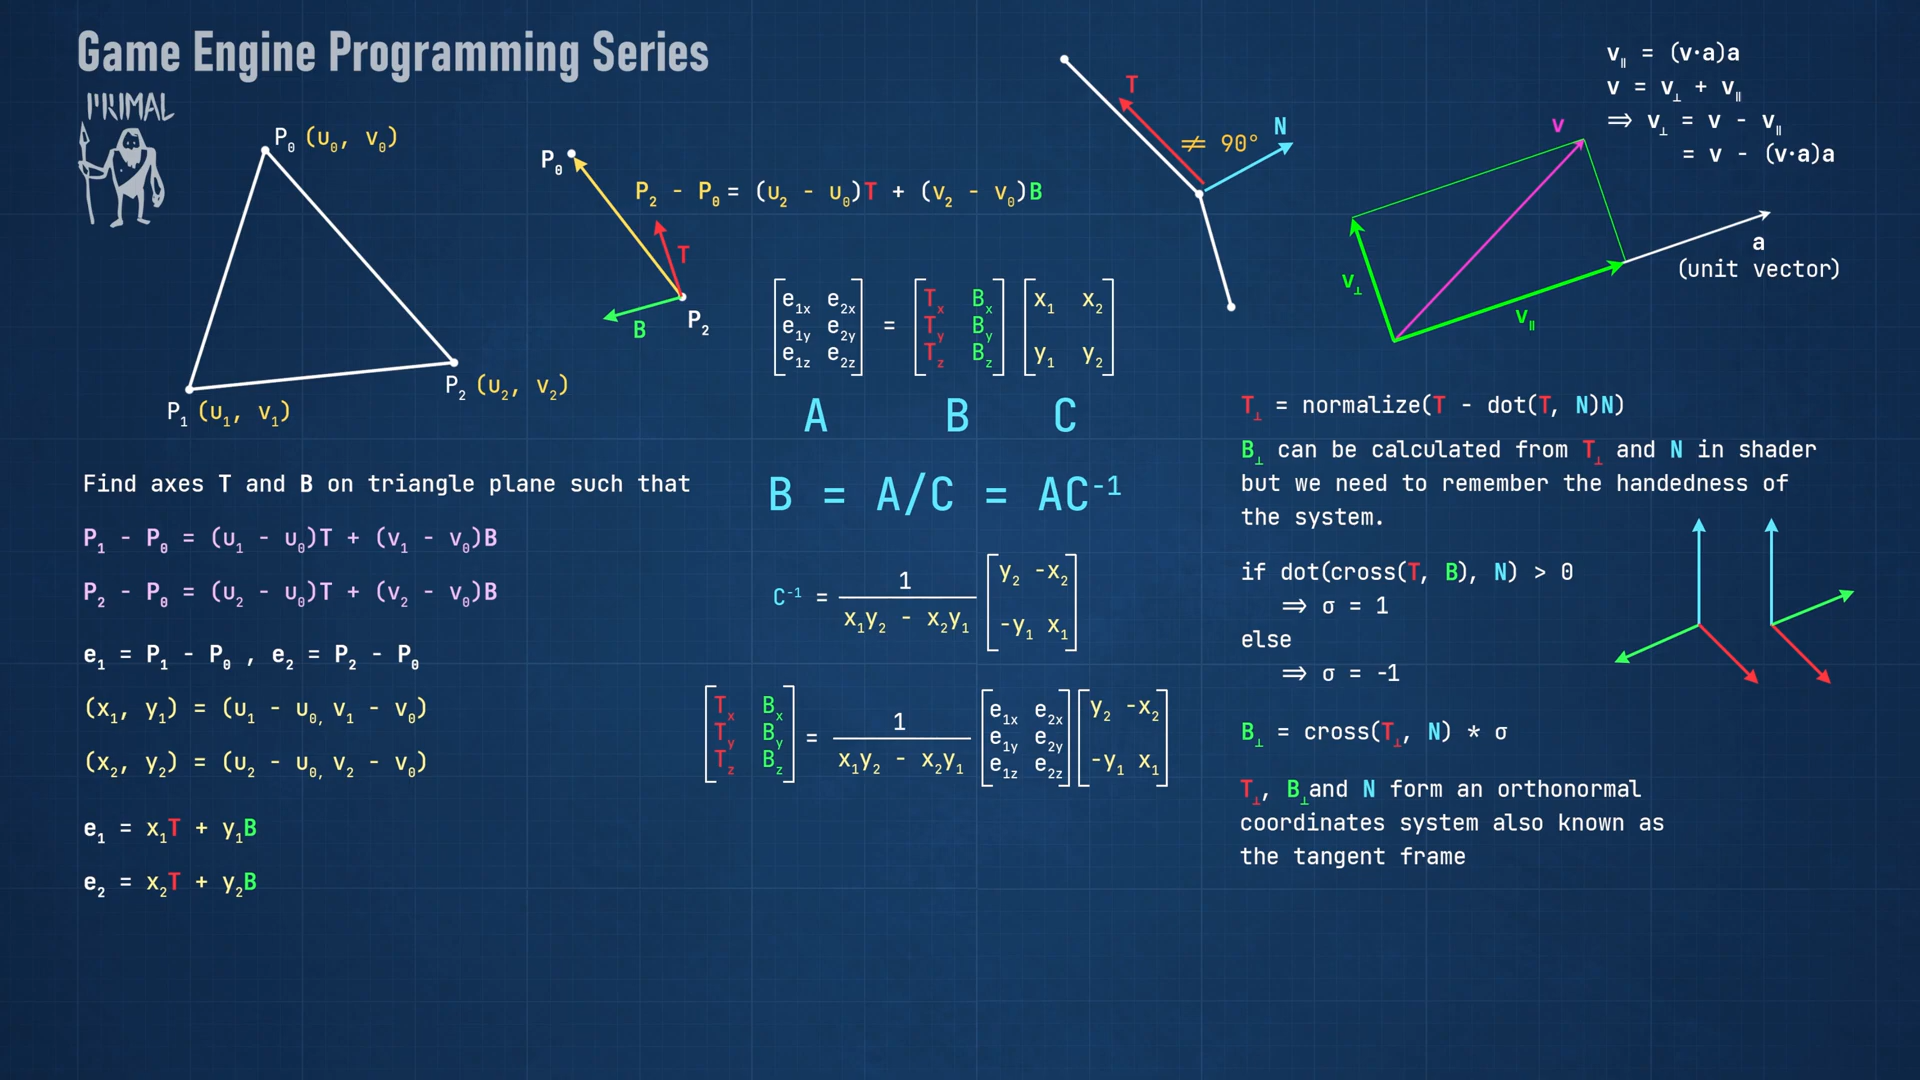 Game Engine Programming Series
PRIMAL
P₀ (u₀, v₀)
P₁ (u₁, v₁)
P₂ (u₂, v₂)
Find axes T and B on triangle plane such that
P₁ - P₀ = (u₁ - u₀)T + (v₁ - v₀)B
P₂ - P₀ = (u₂ - u₀)T + (v₂ - v₀)B
e₁ = P₁ - P₀ , e₂ = P₂ - P₀
(x₁, y₁) = (u₁ - u₀, v₁ - v₀)
(x₂, y₂) = (u₂ - u₀, v₂ - v₀)
e₁ = x₁T + y₁B
e₂ = x₂T + y₂B
P₀
P₂ - P₀ = (u₂ - u₀)T + (v₂ - v₀)B
T
B
P₂
e₁x e₂x Tx Bx x₁ x₂
e₁y e₂y = Ty By
e₁z e₂z Tz Bz y₁ y₂
A B C
B = A/C = AC⁻¹
1 y₂ -x₂
C⁻¹ =
x₁y₂ - x₂y₁ -y₁ x₁
Tx Bx 1 e₁x e₂x y₂ -x₂
Ty By = e₁y e₂y
Tz Bz x₁y₂ - x₂y₁ e₁z e₂z -y₁ x₁
T
N
≠ 90°
v∥ = (v·a)a
v = v⊥ + v∥
⇒ v⊥ = v - v∥
= v - (v·a)a
v
a
(unit vector)
v⊥
v∥
T⊥ = normalize(T - dot(T, N)N)
B⊥ can be calculated from T⊥ and N in shader
but we need to remember the handedness of
the system.
if dot(cross(T, B), N) > 0
⇒ σ = 1
else
⇒ σ = -1
B⊥ = cross(T⊥, N) * σ
T⊥, B⊥and N form an orthonormal
coordinates system also known as
the tangent frame